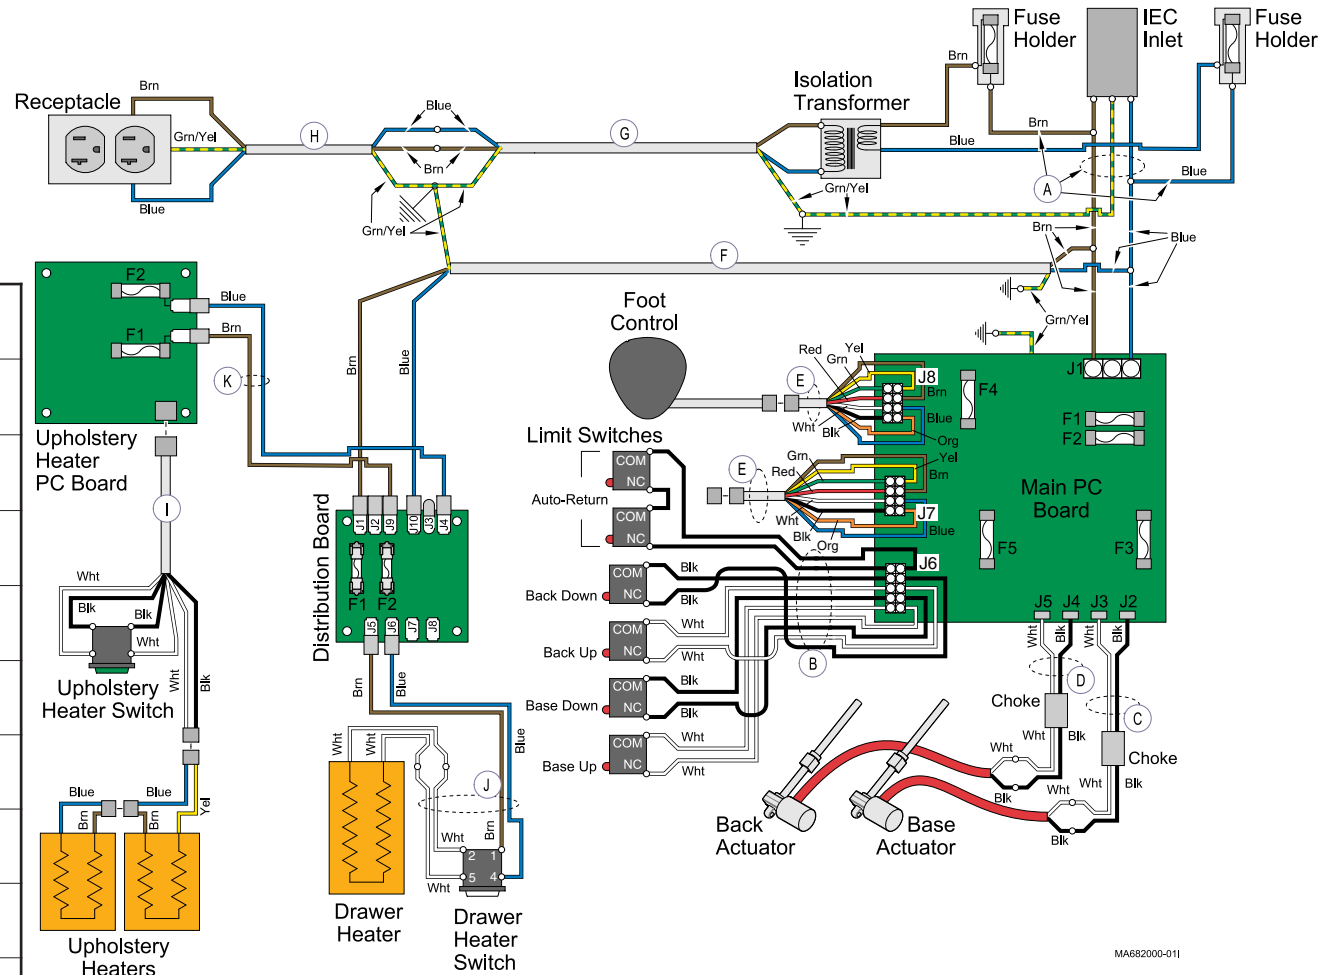 Fuse
Holder
IEC
Inlet
Fuse
Holder
Brn
Isolation
Transformer
Brn
Blue
Receptacle
Grn/Yel
H
G
Brn
Blue
Brn
Blue
A
Blue
Grn/Yel
Blue
Grn/Yel
Brn
Blue
F
Grn/Yel
F2
Blue
F1
Brn
K
Upholstery
Heater
PC Board
Brn
Blue
Foot
Control
Red
Yel
Grn
E
J8
Brn
Blue
Wht
Blk
Org
J1
F4
F1
F2
Limit Switches
COM
NC
Auto-Return
COM
NC
E
Grn
Red
Yel
Brn
Wht
J7
Blk
Blue
Org
Main PC
Board
F5
F3
J6
I
J1
J2
J9
J10
J3
J4
Distribution Board
F1
F2
J5
J6
J7
J8
COM
NC
Back Down
Blk
Blk
COM
NC
Back Up
Wht
Wht
B
COM
NC
Base Down
Blk
Blk
COM
NC
Base Up
Wht
Wht
J5
J4
J3
J2
Wht
Blk
Wht
Blk
D
C
Choke
Wht
Blk
Choke
Wht
Blk
Wht
Blk
Wht
Blk
Back
Actuator
Base
Actuator
Wht
Blk
Blk
Wht
Wht
Blk
Upholstery
Heater Switch
Blue
Blue
Brn
Brn
Yel
Upholstery
Heaters
Brn
Blue
Wht
Wht
Blue
J
Brn
Wht
2
1
5
4
Wht
Drawer
Heater
Drawer
Heater
Switch
MA682000-01I